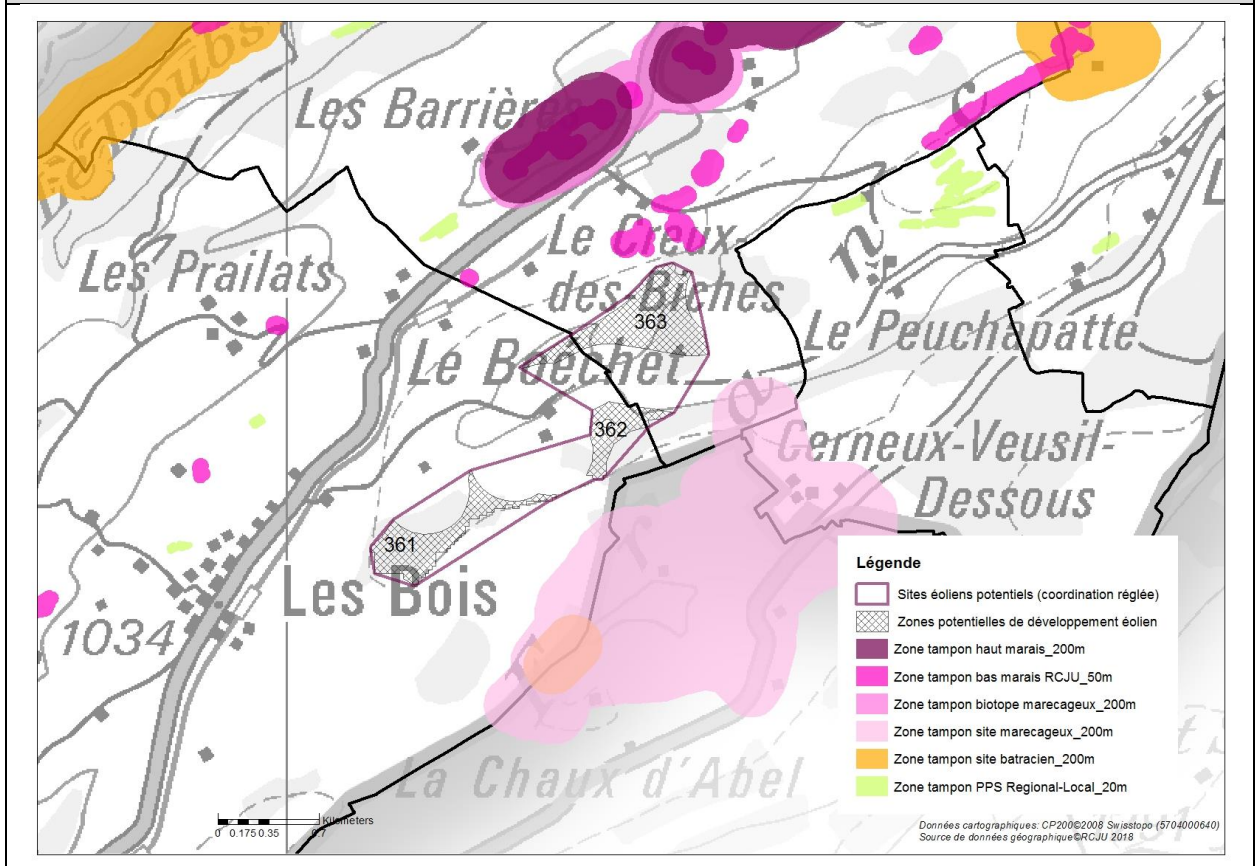 Doubs
Les Barrières
Le Creux-
des Biches
Les Prailats
363
Le Peuchapatte
Le Boéchet
362
Cerneux-Veusil-
Dessous
361
Les Bois
1034
La Chaux d'Abel
Légende
Sites éoliens potentiels (coordination réglée)
Zones potentielles de développement éolien
Zone tampon haut marais_200m
Zone tampon bas marais RCJU_50m
Zone tampon biotope marecageux_200m
Zone tampon site marecageux_200m
Zone tampon site batracien_200m
Zone tampon PPS Regional-Local_20m
Kilometers
0 0.175 0.35 0.7
Données cartographiques: CP200©2008 Swisstopo (5704000640)
Source de données géographique©RCJU 2018